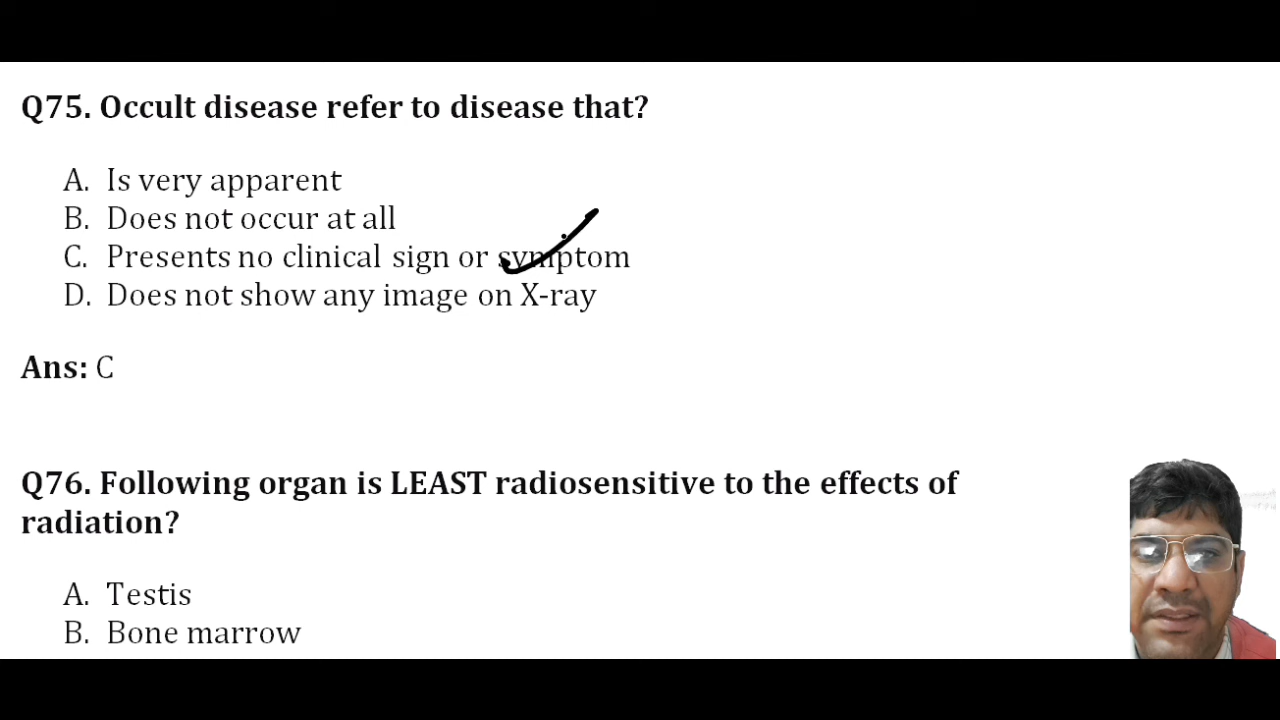 Q75. Occult disease refer to disease that?
A. Is very apparent
B. Does not occur at all
C. Presents no clinical sign or symptom
D. Does not show any image on X-ray
Ans: C
Q76. Following organ is LEAST radiosensitive to the effects of
radiation?
A. Testis
B. Bone marrow